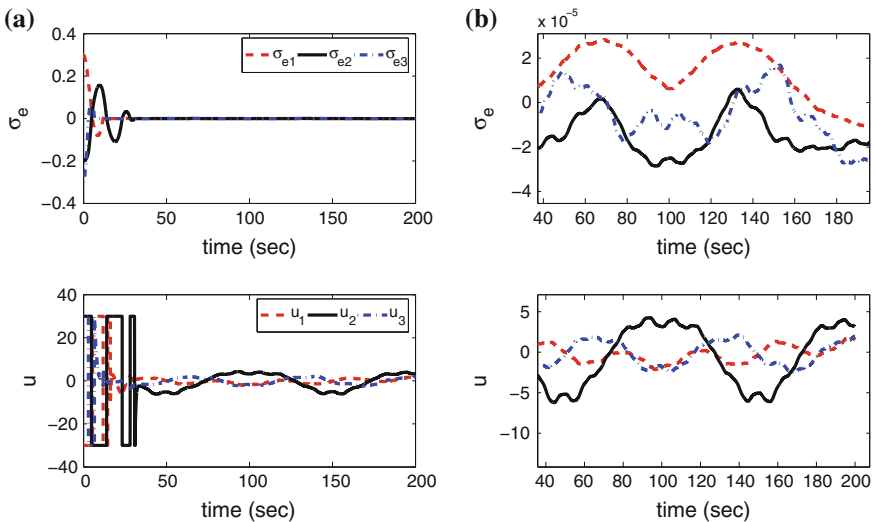 (a)
0.4
0.2
0
−0.2
−0.4
σe
σe1 σe2 σe3
0 50 100 150 200
time (sec)
(b)
x 10−5
2
0
−2
−4
σe
40 60 80 100 120 140 160 180
time (sec)
40
20
0
−20
−40
u
u1 u2 u3
0 50 100 150 200
time (sec)
5
0
−5
−10
u
40 60 80 100 120 140 160 180 200
time (sec)